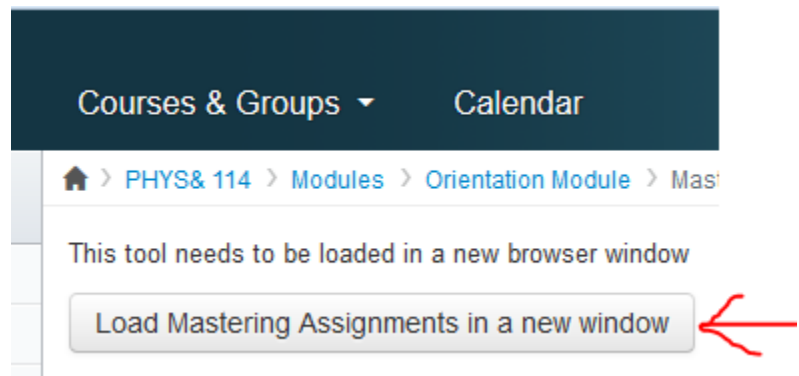 Courses & Groups Calendar
PHYS& 114 > Modules > Orientation Module > Mast
This tool needs to be loaded in a new browser window
Load Mastering Assignments in a new window